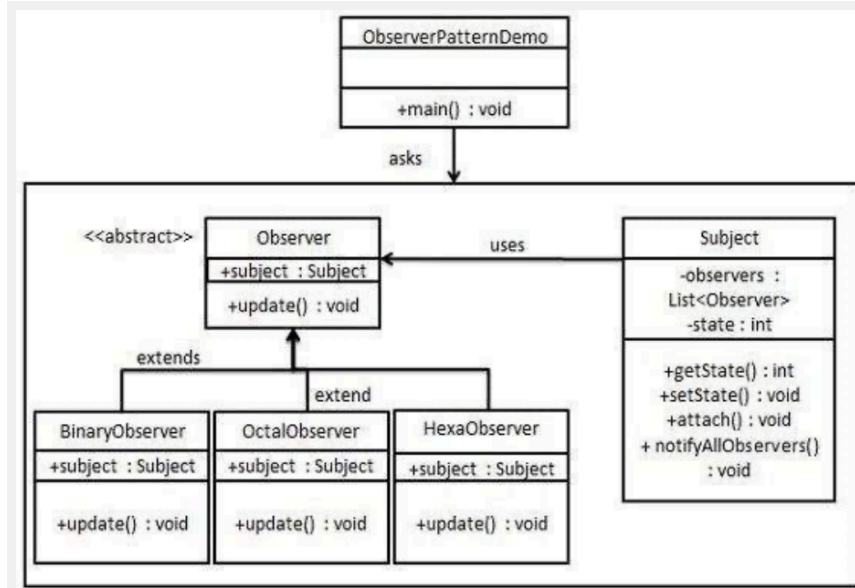 ObserverPatternDemo
+main() : void
asks
<<abstract>>
Observer
+subject : Subject
+update() : void
uses
Subject
-observers :
List<Observer>
-state : int
+getState() : int
+setState() : void
+attach() : void
+ notifyAllObservers()
: void
extends
extend
BinaryObserver
+subject : Subject
+update() : void
OctalObserver
+subject : Subject
+update() : void
HexaObserver
+subject : Subject
+update() : void